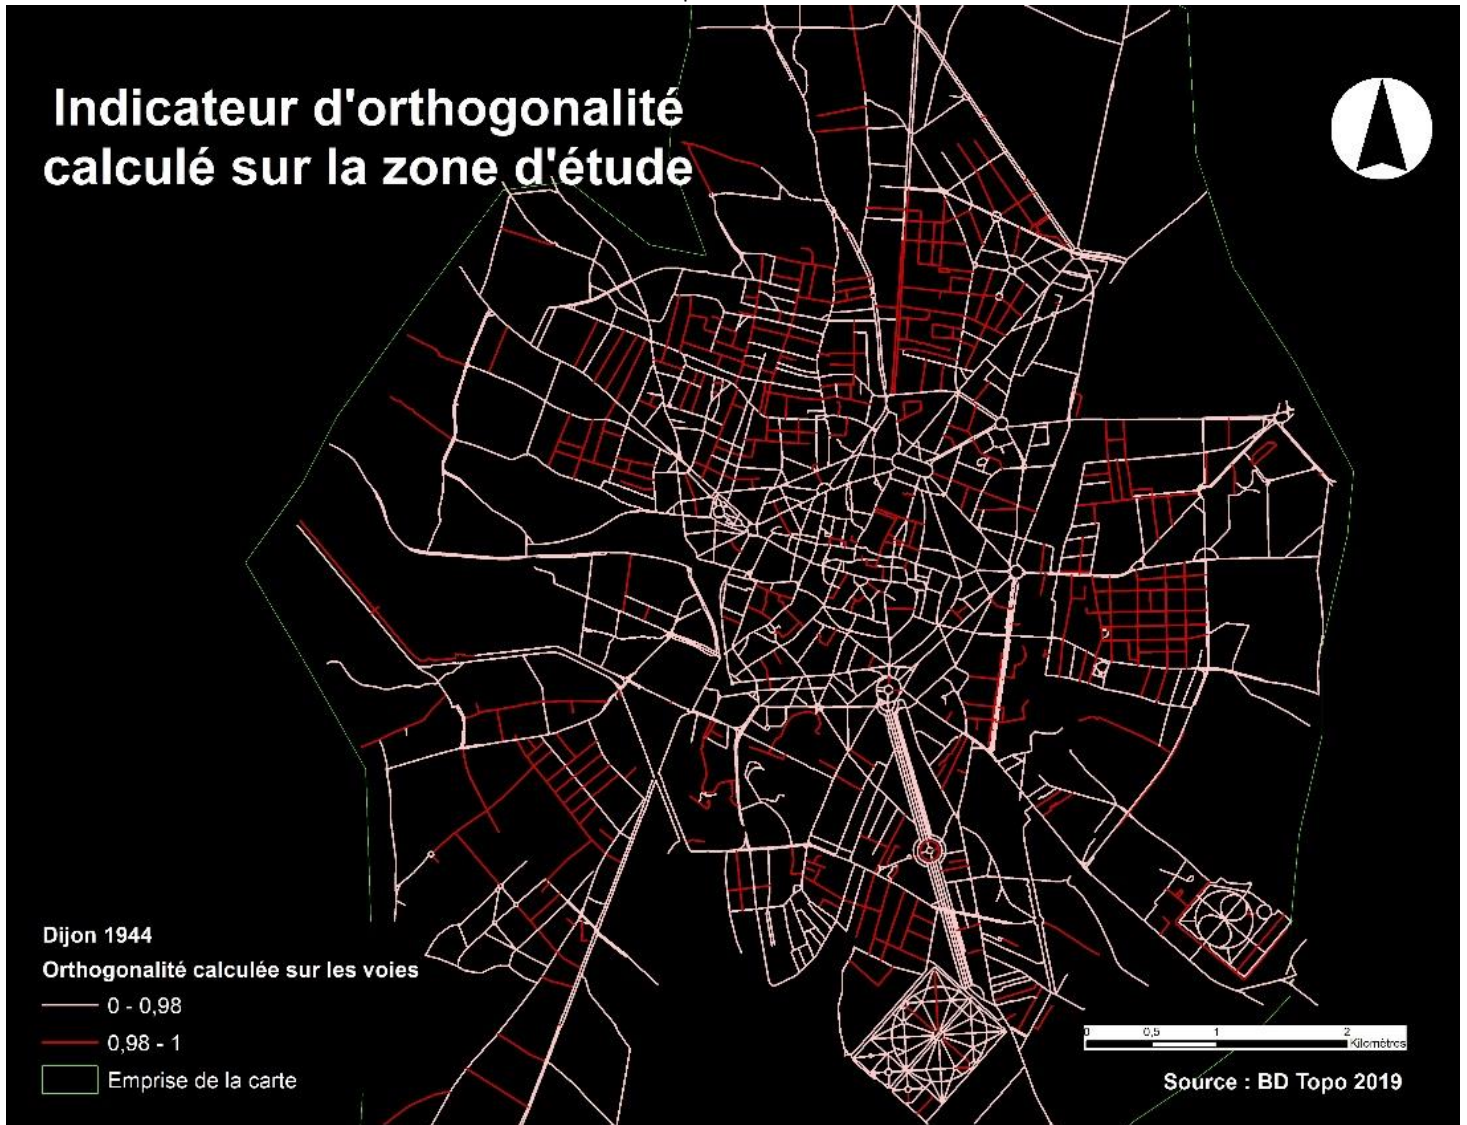 Indicateur d'orthogonalité
calculé sur la zone d'étude
Dijon 1944
Orthogonalité calculée sur les voies
0 - 0,98
0,98 - 1
Emprise de la carte
0 0,5 1 2
Kilomètres
Source : BD Topo 2019